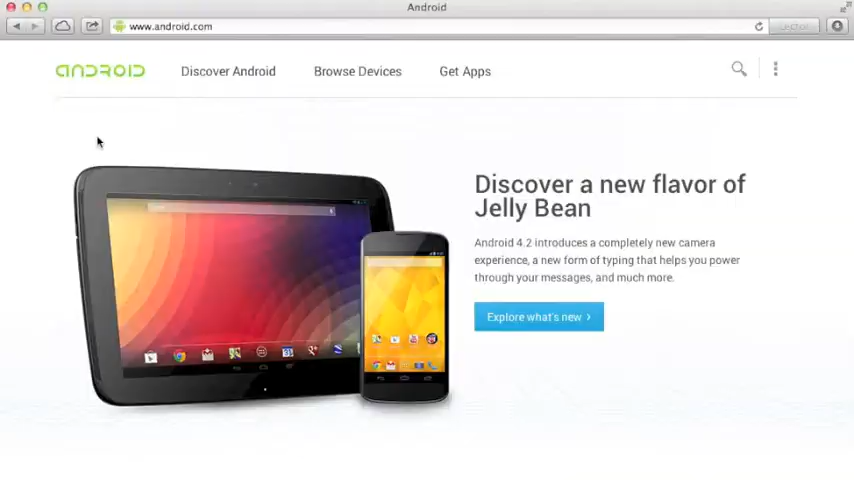 Android
www.android.com
ANDROID
Discover Android
Browse Devices
Get Apps
Discover a new flavor of
Jelly Bean
Android 4.2 introduces a completely new camera
experience, a new form of typing that helps you power
through your messages, and much more.
Explore what's new ›